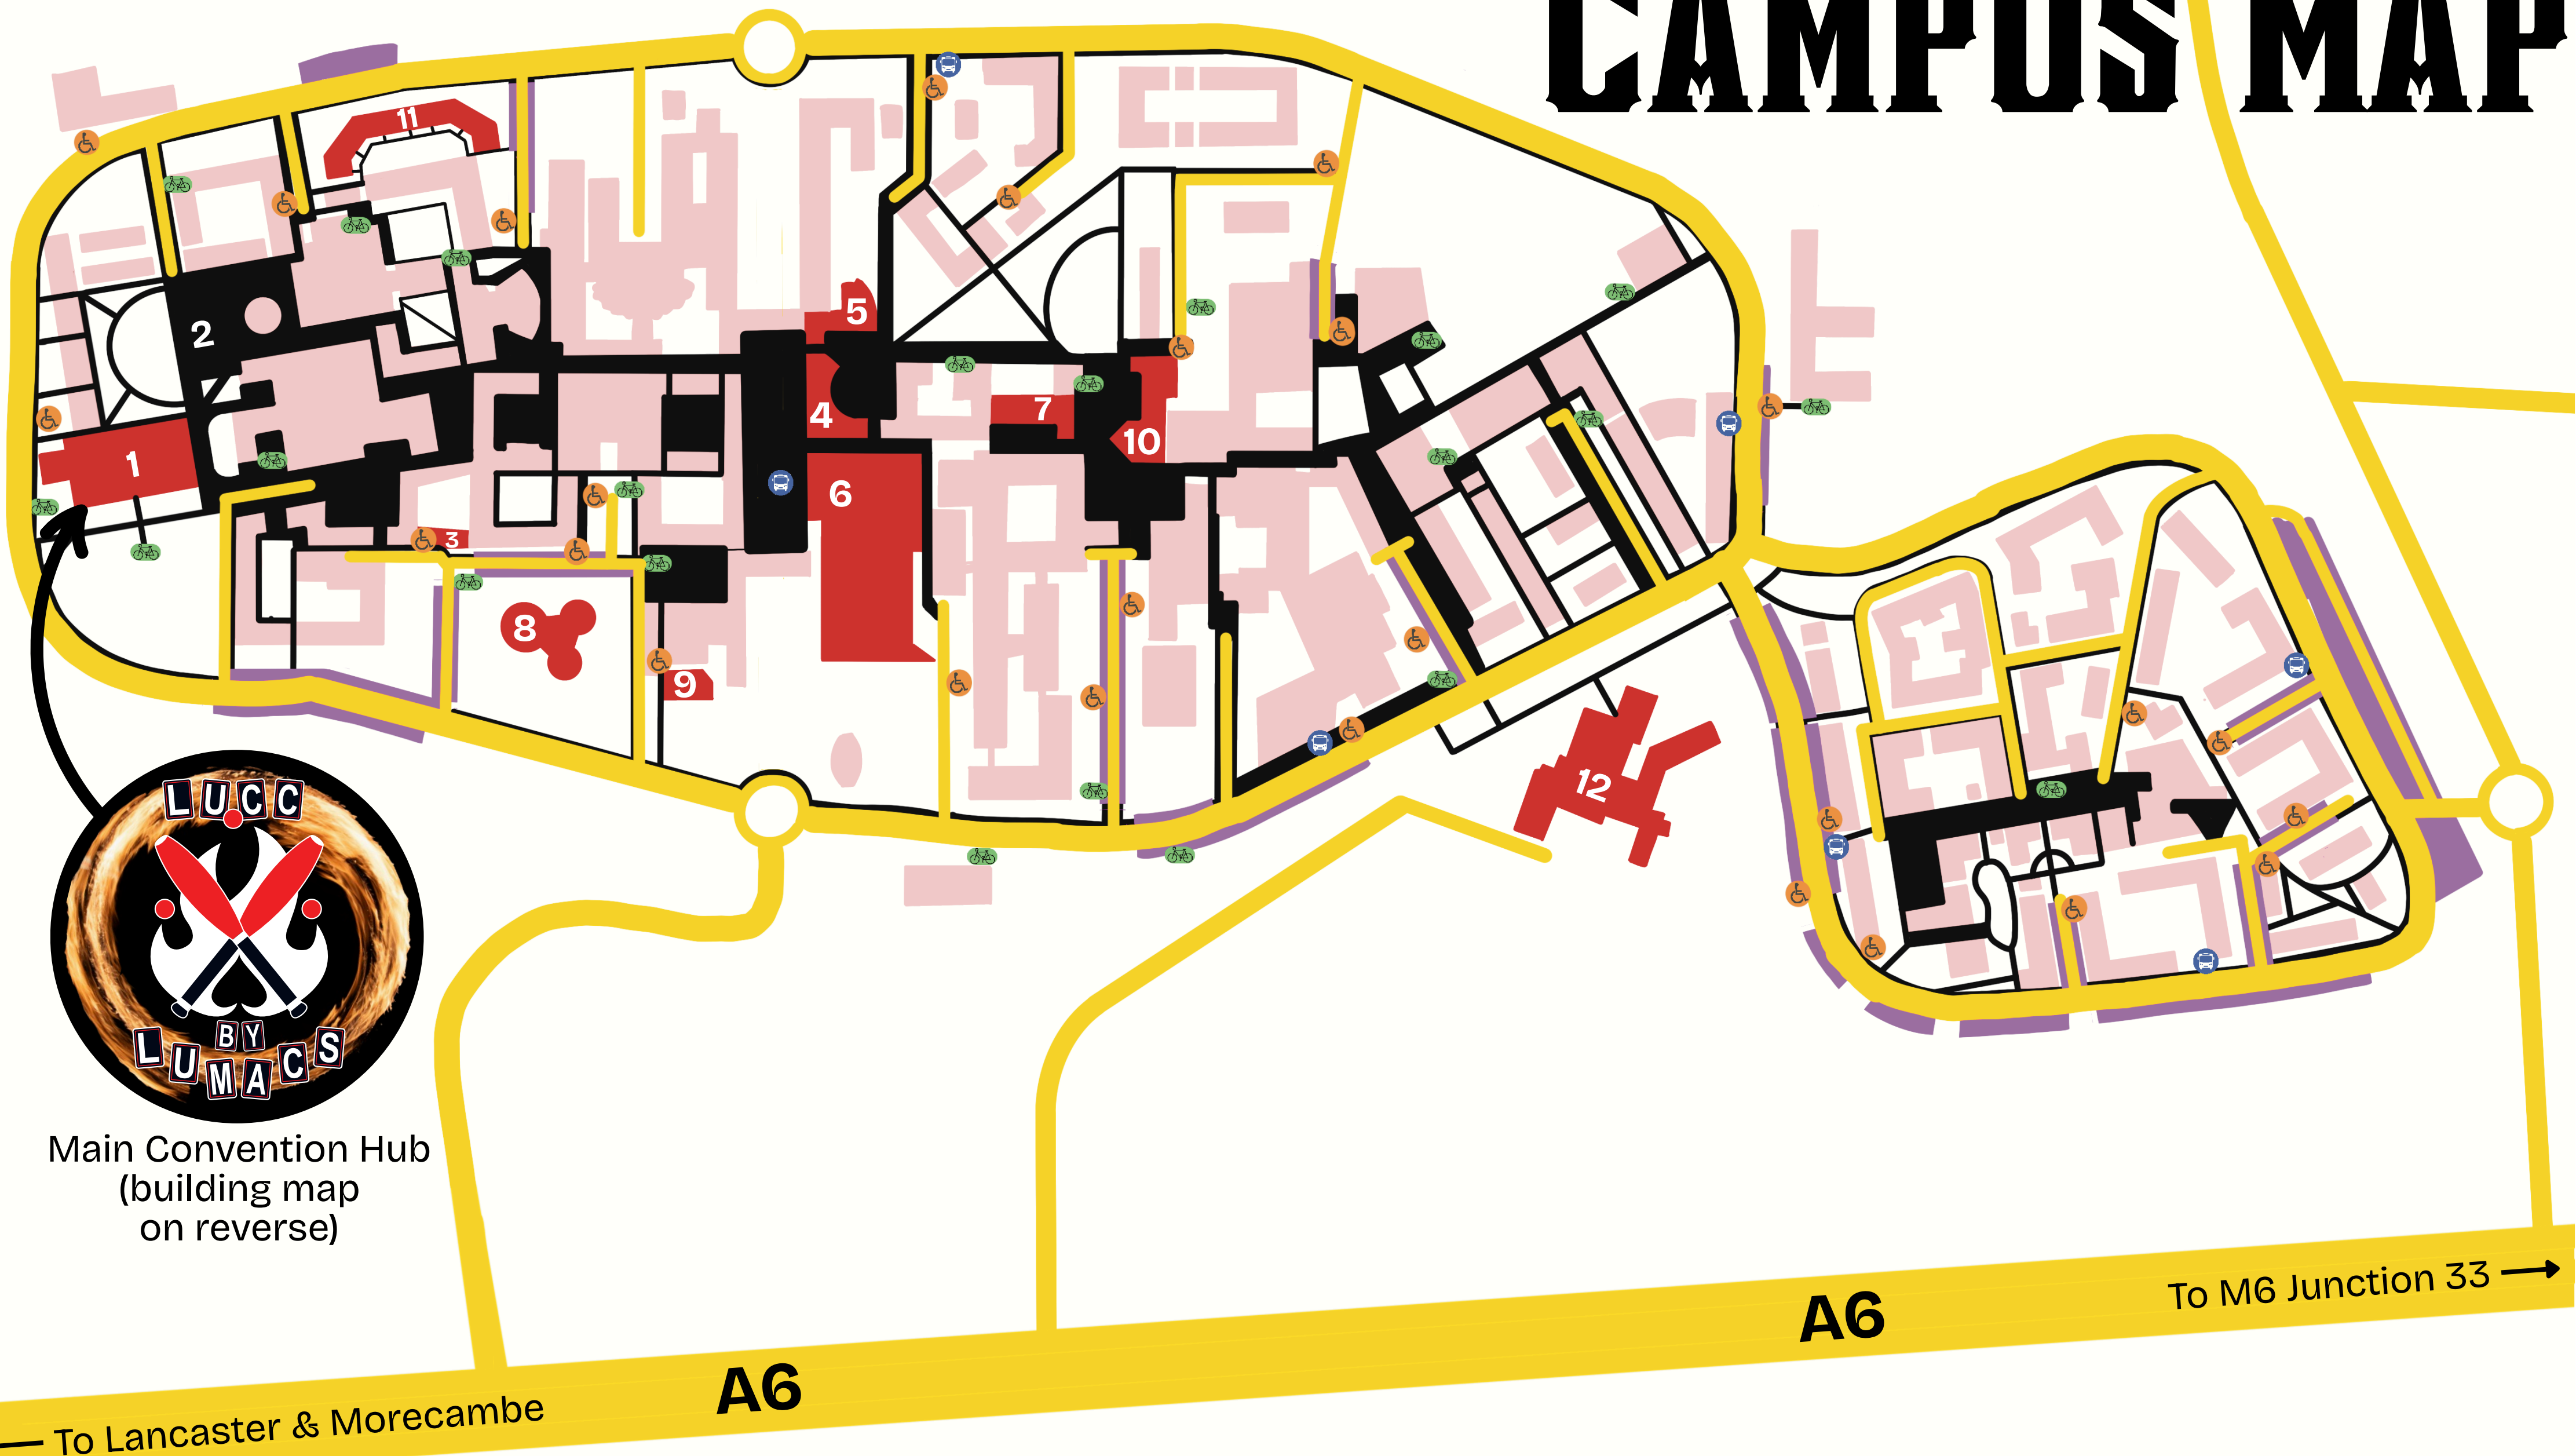 CAMPUS MAP
11
2
5
4
7
10
1
6
3
8
9
12
LUCC
BY
LUMACS
Main Convention Hub
(building map
on reverse)
To M6 Junction 33
A6
A6
To Lancaster & Morecambe